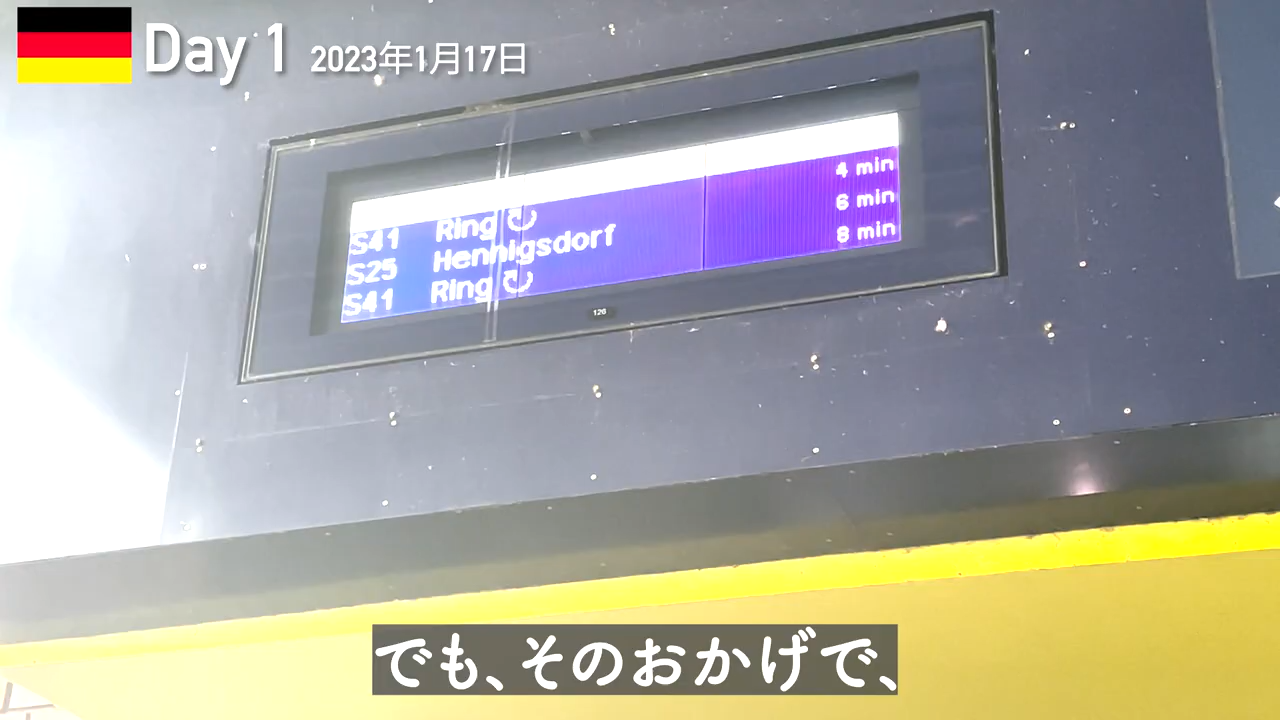 Day 1 2023年1月17日
S41 Ring ↻ 4 min
S25 Hennigsdorf 6 min
S41 Ring ↻ 8 min
126
でも、そのおかげで、